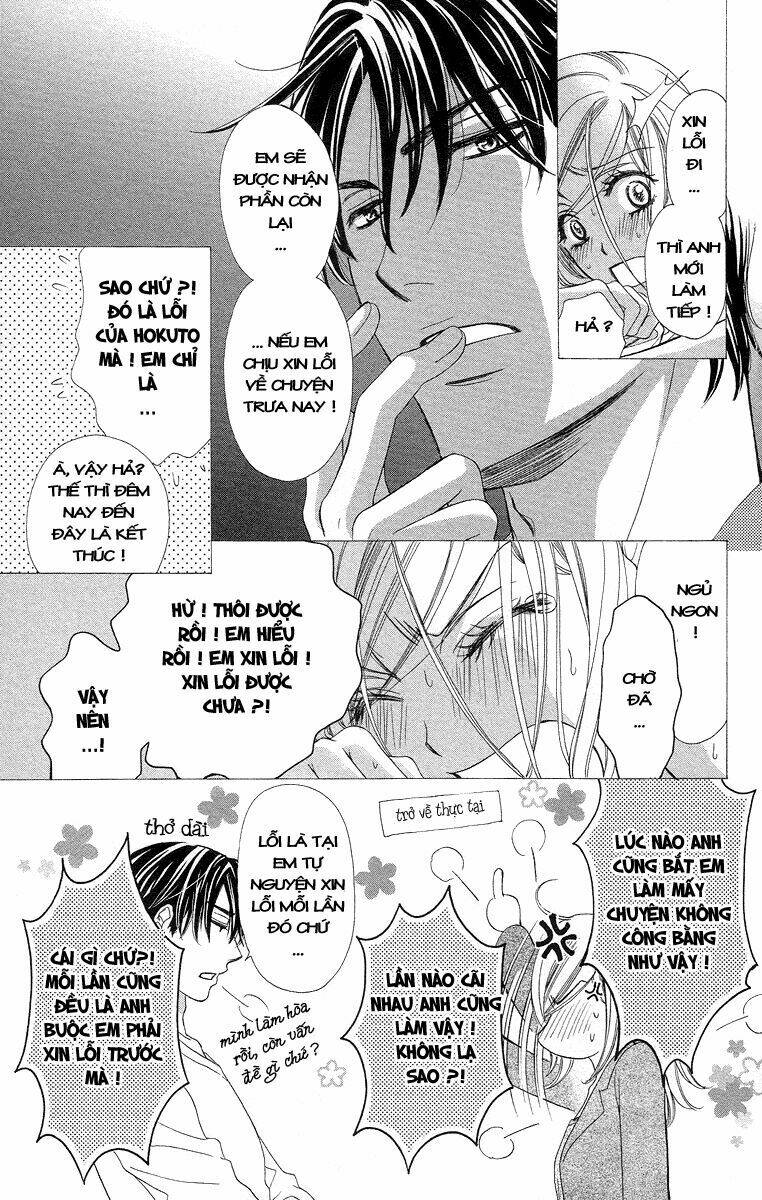 XIN
LỖI
ĐI
...
THÌ ANH
MỚI
LÀM
TIẾP !
HẢ ?
EM SẼ
ĐƯỢC NHẬN
PHẦN CÒN
LẠI
...
... NẾU EM
CHỊU XIN LỖI
VỀ CHUYỆN
TRƯA NAY !
SAO CHỨ ?!
ĐÓ LÀ LỖI
CỦA HOKUTO
MÀ ! EM CHỈ
LÀ
...
À, VẬY HẢ?
THẾ THÌ ĐÊM
NAY ĐẾN
ĐÂY LÀ KẾT
THÚC !
NGỦ
NGON
!
CHỜ
ĐÃ
...
HỪ ! THÔI ĐƯỢC
RỒI ! EM HIỂU
RỒI ! EM XIN LỖI !
XIN LỖI ĐƯỢC
CHƯA ?!
VẬY
NÊN
...!
trở về thực tại
LÚC NÀO ANH
CŨNG BẮT EM
LÀM MẤY
CHUYỆN KHÔNG
CÔNG BẰNG
NHƯ VẬY !
LẦN NÀO CÃI
NHAU ANH CŨNG
LÀM VẬY !
KHÔNG LẠ
SAO ?!
LỖI LÀ TẠI
EM TỰ
NGUYỆN XIN
LỖI MỖI LẦN
ĐÓ CHỨ
...
thở dài
mình làm hòa
rồi, còn vấn
đề gì chứ ?
CÁI GÌ CHỨ?!
MỖI LẦN CŨNG
ĐỀU LÀ ANH
BUỘC EM PHẢI
XIN LỖI TRƯỚC
MÀ !